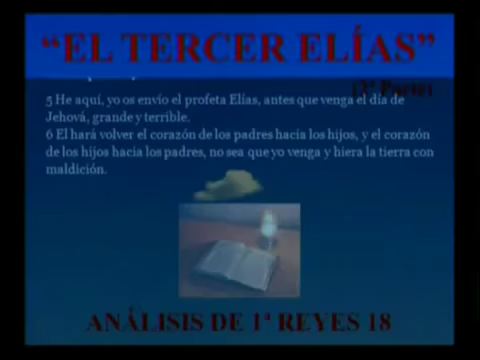 “EL TERCER ELÍAS”
5 He aquí, yo os envío el profeta Elías, antes que venga el día de
Jehová, grande y terrible.
6 El hará volver el corazón de los padres hacia los hijos, y el corazón
de los hijos hacia los padres, no sea que yo venga y hiera la tierra con
maldición.
ANÁLISIS DE 1ª REYES 18